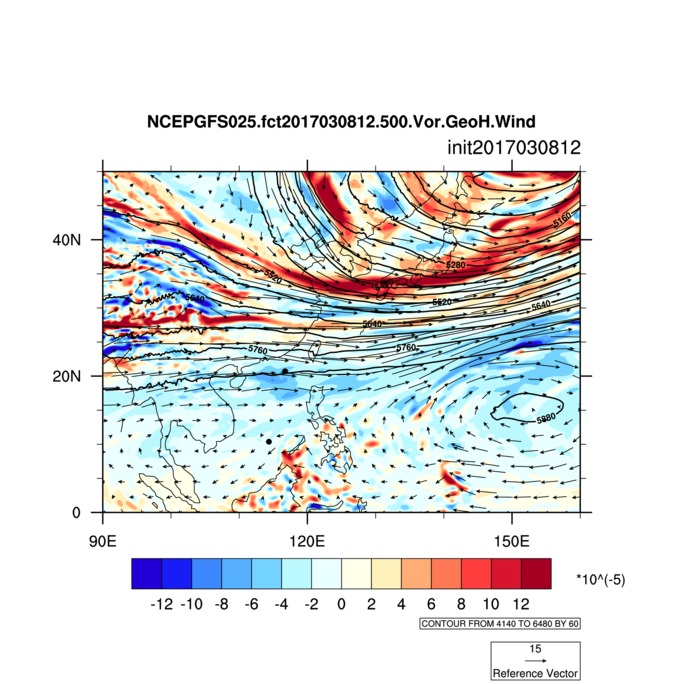 NCEPGFS025.fct2017030812.500.Vor.GeoH.Wind
init2017030812
5160
40N
5280
5520
5640
5520
5640
5640
5760
5760
20N
5880
0
90E 120E 150E
-12 -10 -8 -6 -4 -2 0 2 4 6 8 10 12
*10^(-5)
CONTOUR FROM 4140 TO 6480 BY 60
15
Reference Vector